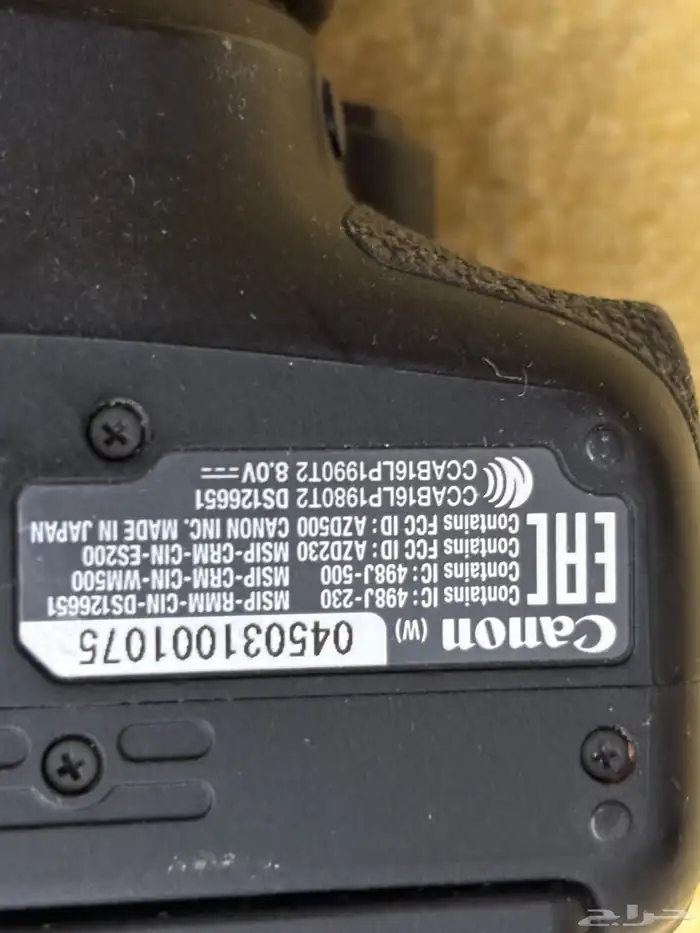 Canon (W) 045031001075
Contains IC: 498J-230 MSIP-RMM-CIN-DS126651
Contains IC: 498J-500 MSIP-CRM-CIN-WM500
Contains FCC ID: AZD230 MSIP-CRM-CIN-ES200
Contains FCC ID: AZD500 CANON INC. MADE IN JAPAN
EAC
CCAB16LP1980T2 DS126651
CCAB16LP1990T2 8.0V
حراج